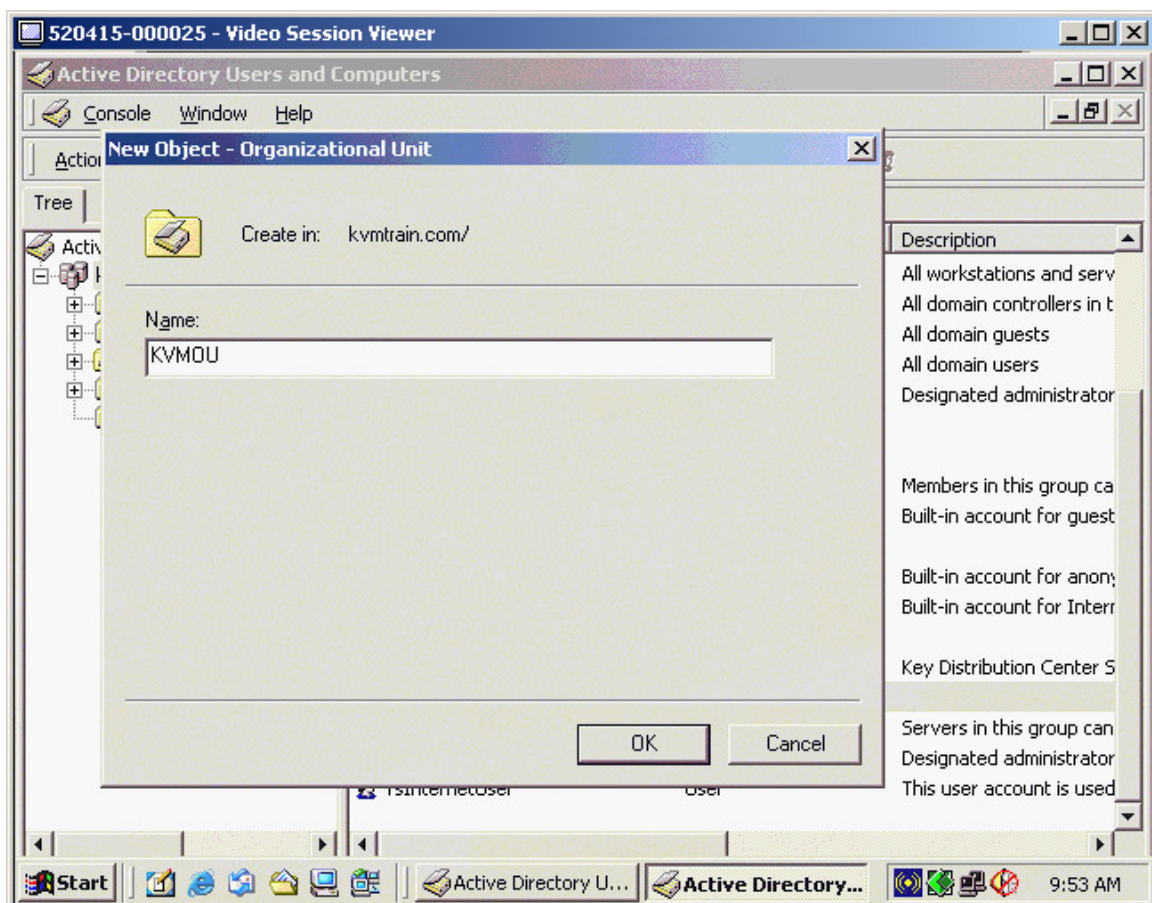 520415-000025 - Video Session Viewer
Active Directory Users and Computers
Console Window Help
New Object - Organizational Unit
Tree
Create in: kvmtrain.com/
Name:
KVMOU
OK Cancel
Description
All workstations and serv
All domain controllers in t
All domain guests
All domain users
Designated administrator
Members in this group ca
Built-in account for guest
Built-in account for anony
Built-in account for Intern
Key Distribution Center S
Servers in this group can
Designated administrator
TsInternetUser User This user account is used
Start Active Directory U... Active Directory... 9:53 AM